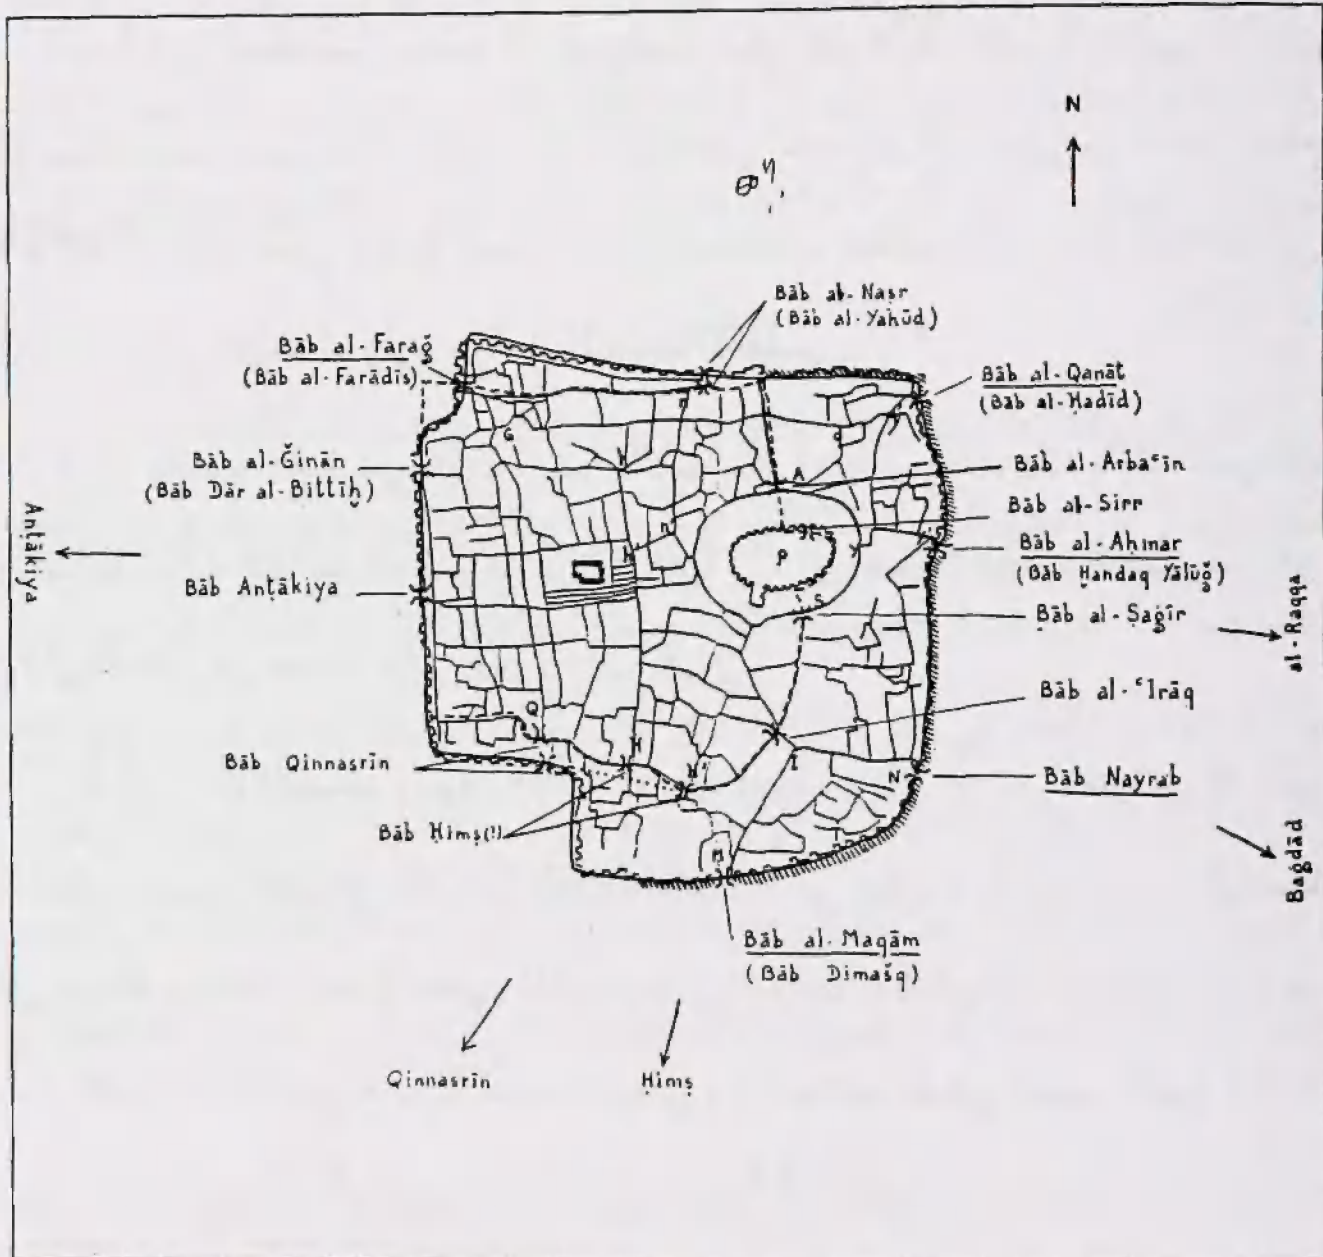 N
Bāb al-Naṣr
(Bāb al-Yahūd)
Bāb al-Farağ
(Bāb al-Farādīs)
Bāb al-Qanāt
(Bāb al-Ḥadīd)
Bāb al-Ǧinān
(Bāb Dār al-Biṭṭīḫ)
Bāb al-Arbaʿīn
Bāb al-Sirr
Bāb al-Aḥmar
(Bāb Ḫandaq Yālūğ)
Anṭākiya
Bāb Anṭākiya
Bāb al-Ṣaġīr
al-Raqqa
Bāb al-ʿIrāq
Bāb Qinnasrīn
Bāb Nayrab
Bāb Ḥimṣ(!)
Baġdād
Bāb al-Maqām
(Bāb Dimašq)
Qinnasrīn
Ḥimṣ
G
A
P
Y
S
Q
H
H'
I
N
M